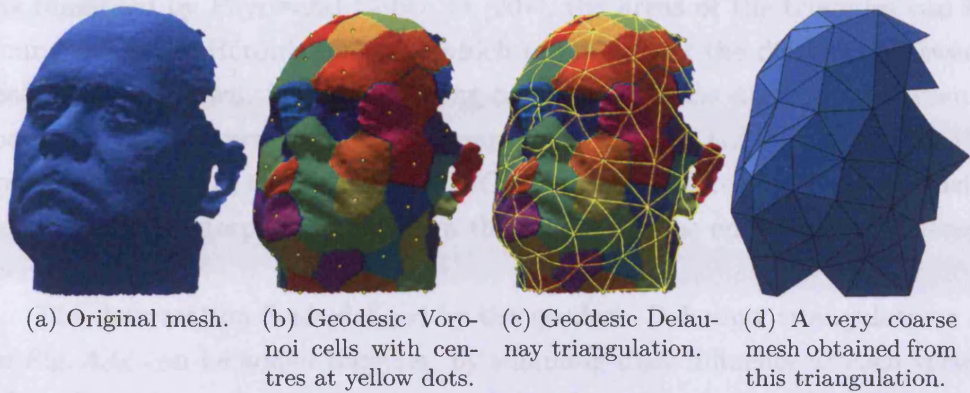 (a) Original mesh.
(b) Geodesic Voro-
noi cells with cen-
tres at yellow dots.
(c) Geodesic Delau-
nay triangulation.
(d) A very coarse
mesh obtained from
this triangulation.